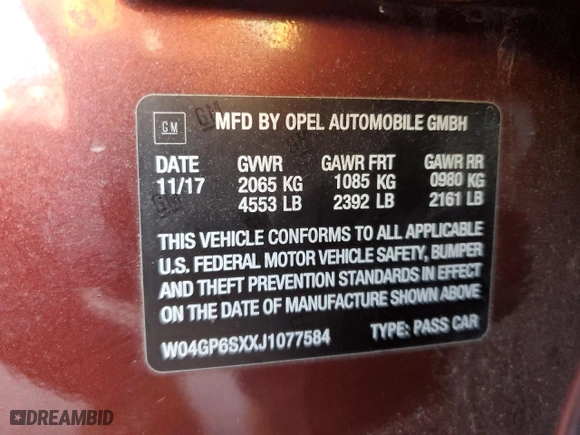 GM MFD BY OPEL AUTOMOBILE GMBH
DATE GVWR GAWR FRT GAWR RR
11/17 2065 KG 1085 KG 0980 KG
4553 LB 2392 LB 2161 LB
THIS VEHICLE CONFORMS TO ALL APPLICABLE
U.S. FEDERAL MOTOR VEHICLE SAFETY, BUMPER
AND THEFT PREVENTION STANDARDS IN EFFECT
ON THE DATE OF MANUFACTURE SHOWN ABOVE
W04GP6SXXJ1077584 TYPE: PASS CAR
DREAMBID